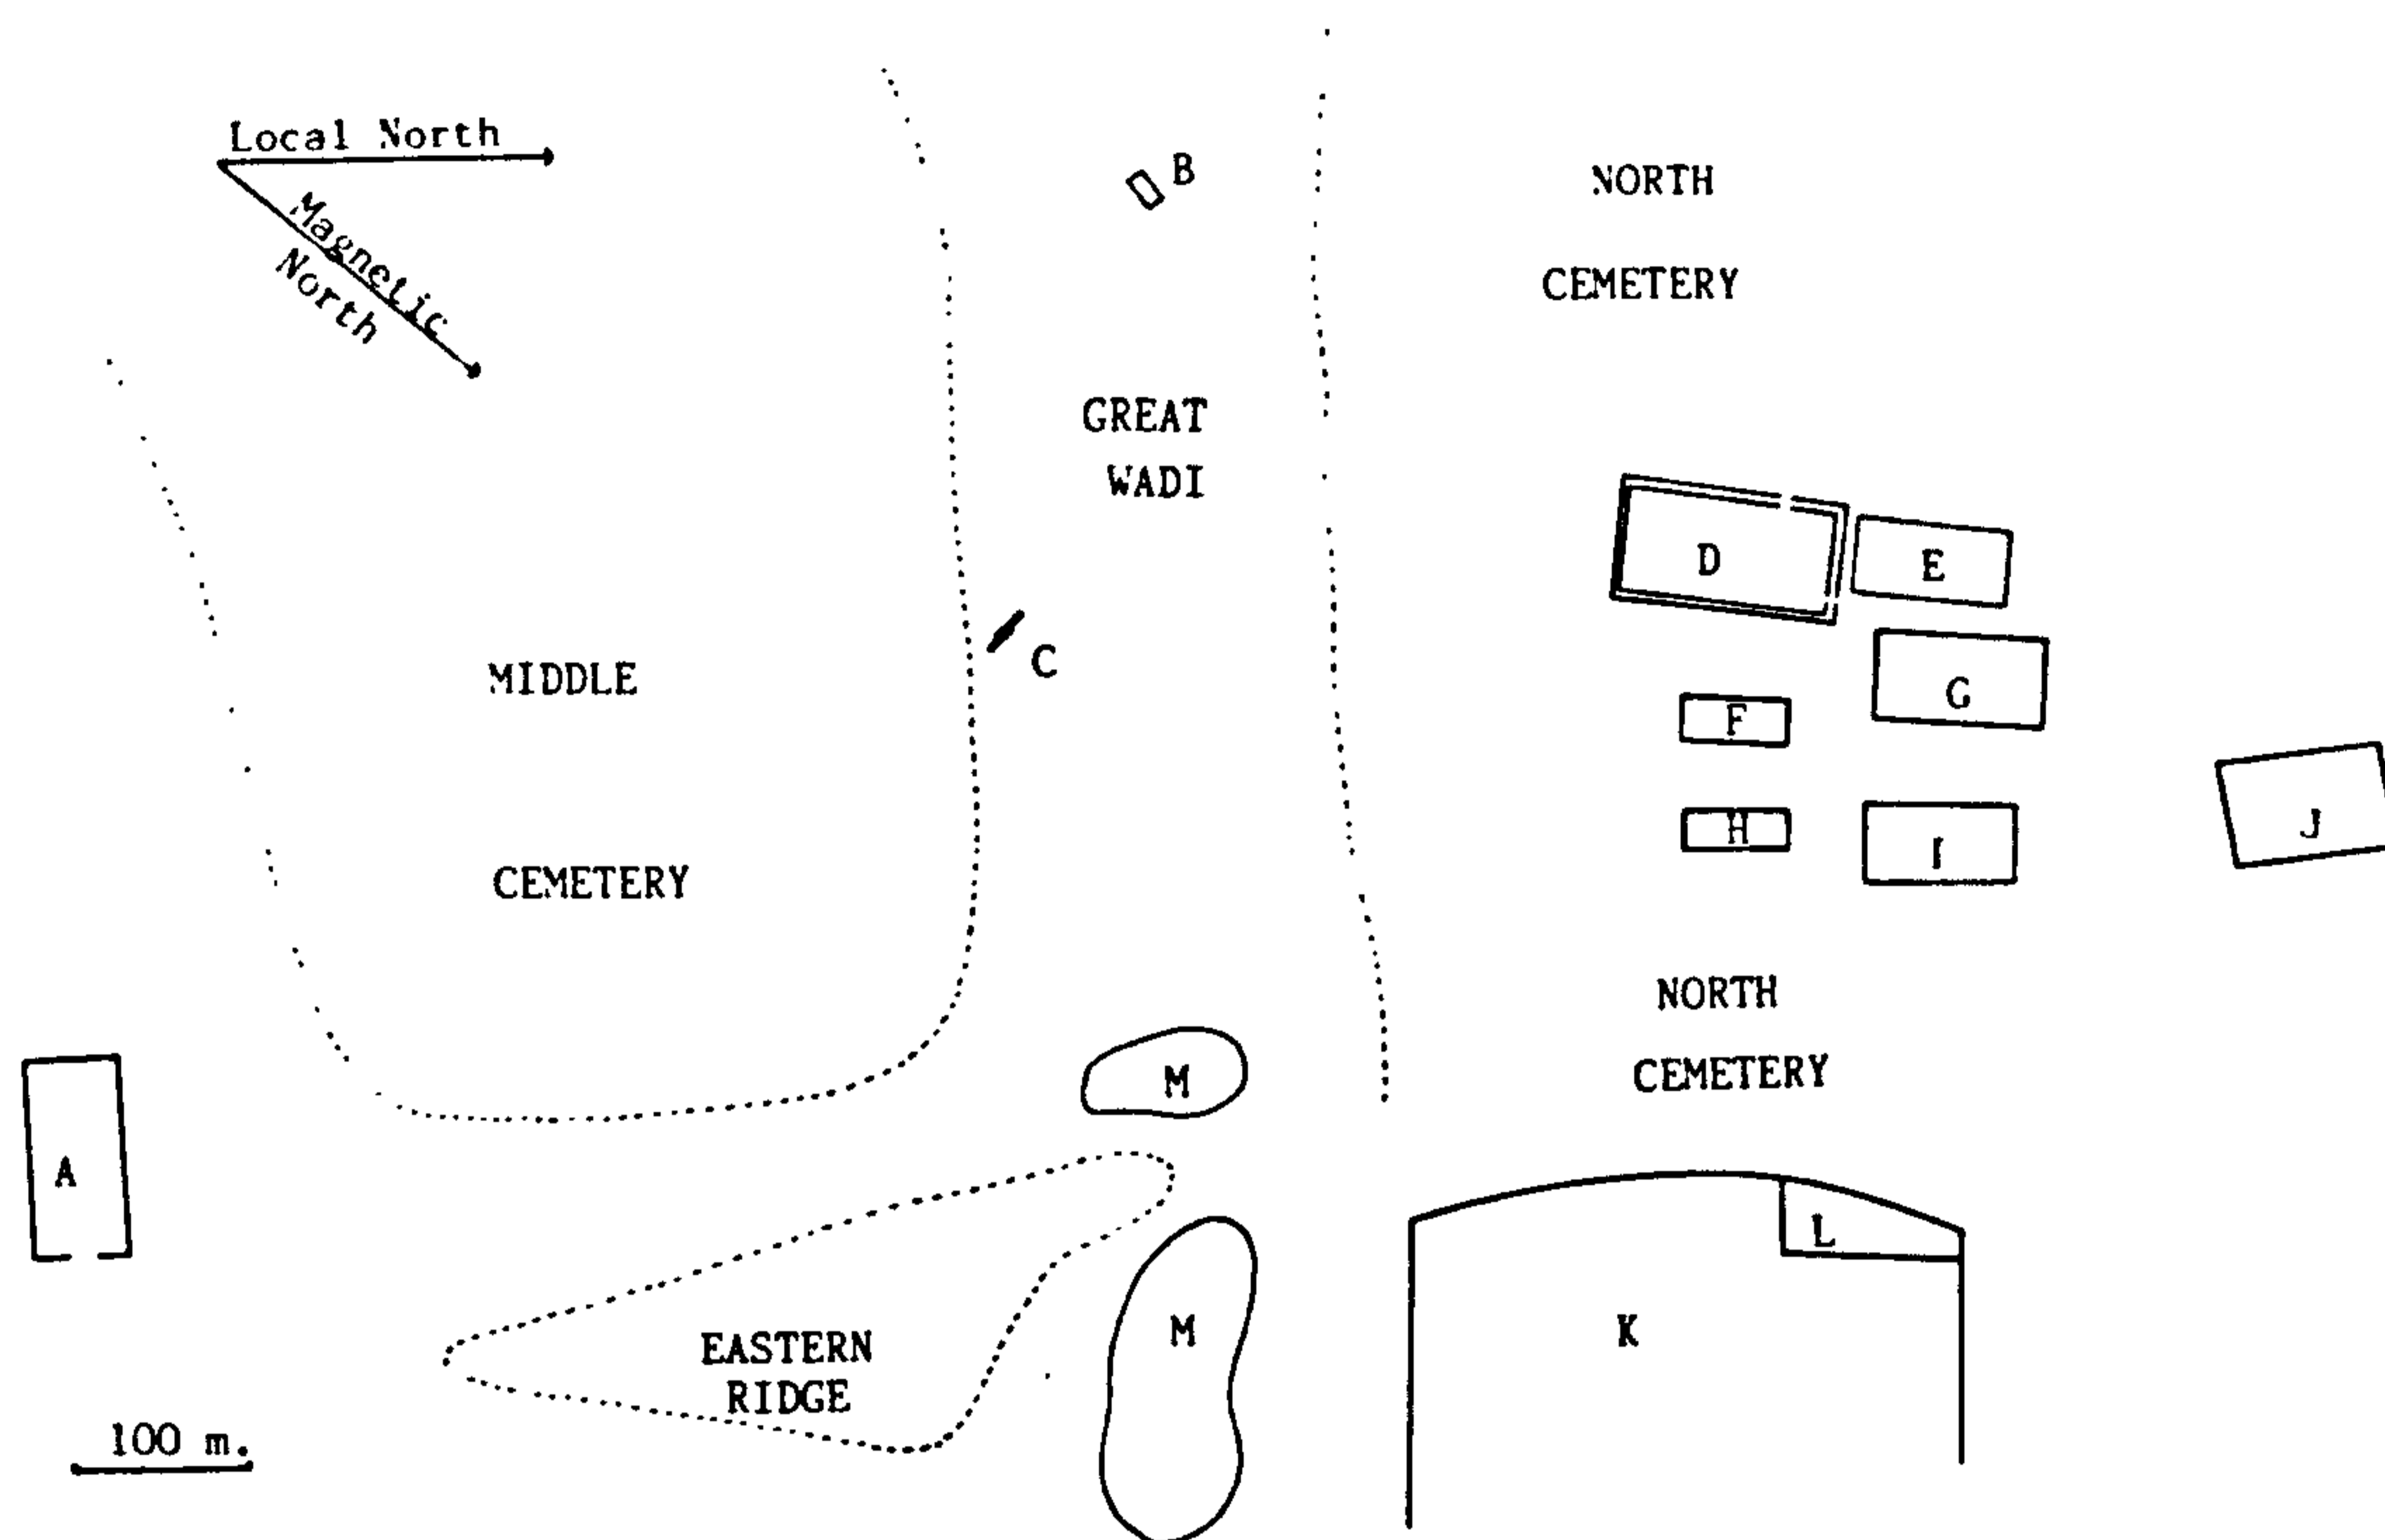 Local North
Magnetic
North
B
NORTH
CEMETERY
GREAT
WADI
D
E
C
MIDDLE
G
F
J
H
I
CEMETERY
NORTH
CEMETERY
M
A
L
M
K
EASTERN
RIDGE
100 m.